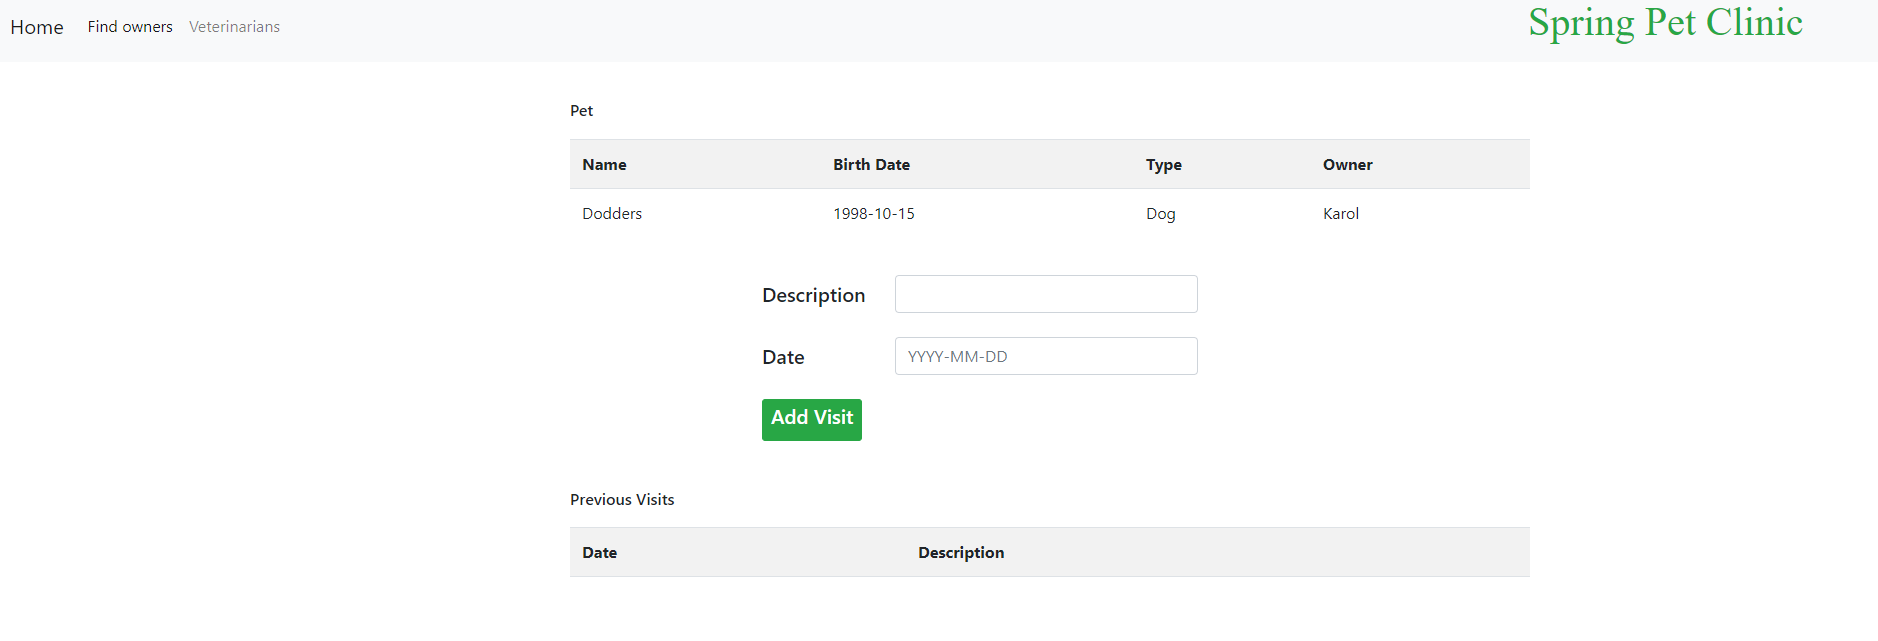 Home Find owners Veterinarians Spring Pet Clinic
Pet
Name Birth Date Type Owner
Dodders 1998-10-15 Dog Karol
Description
Date YYYY-MM-DD
Add Visit
Previous Visits
Date Description